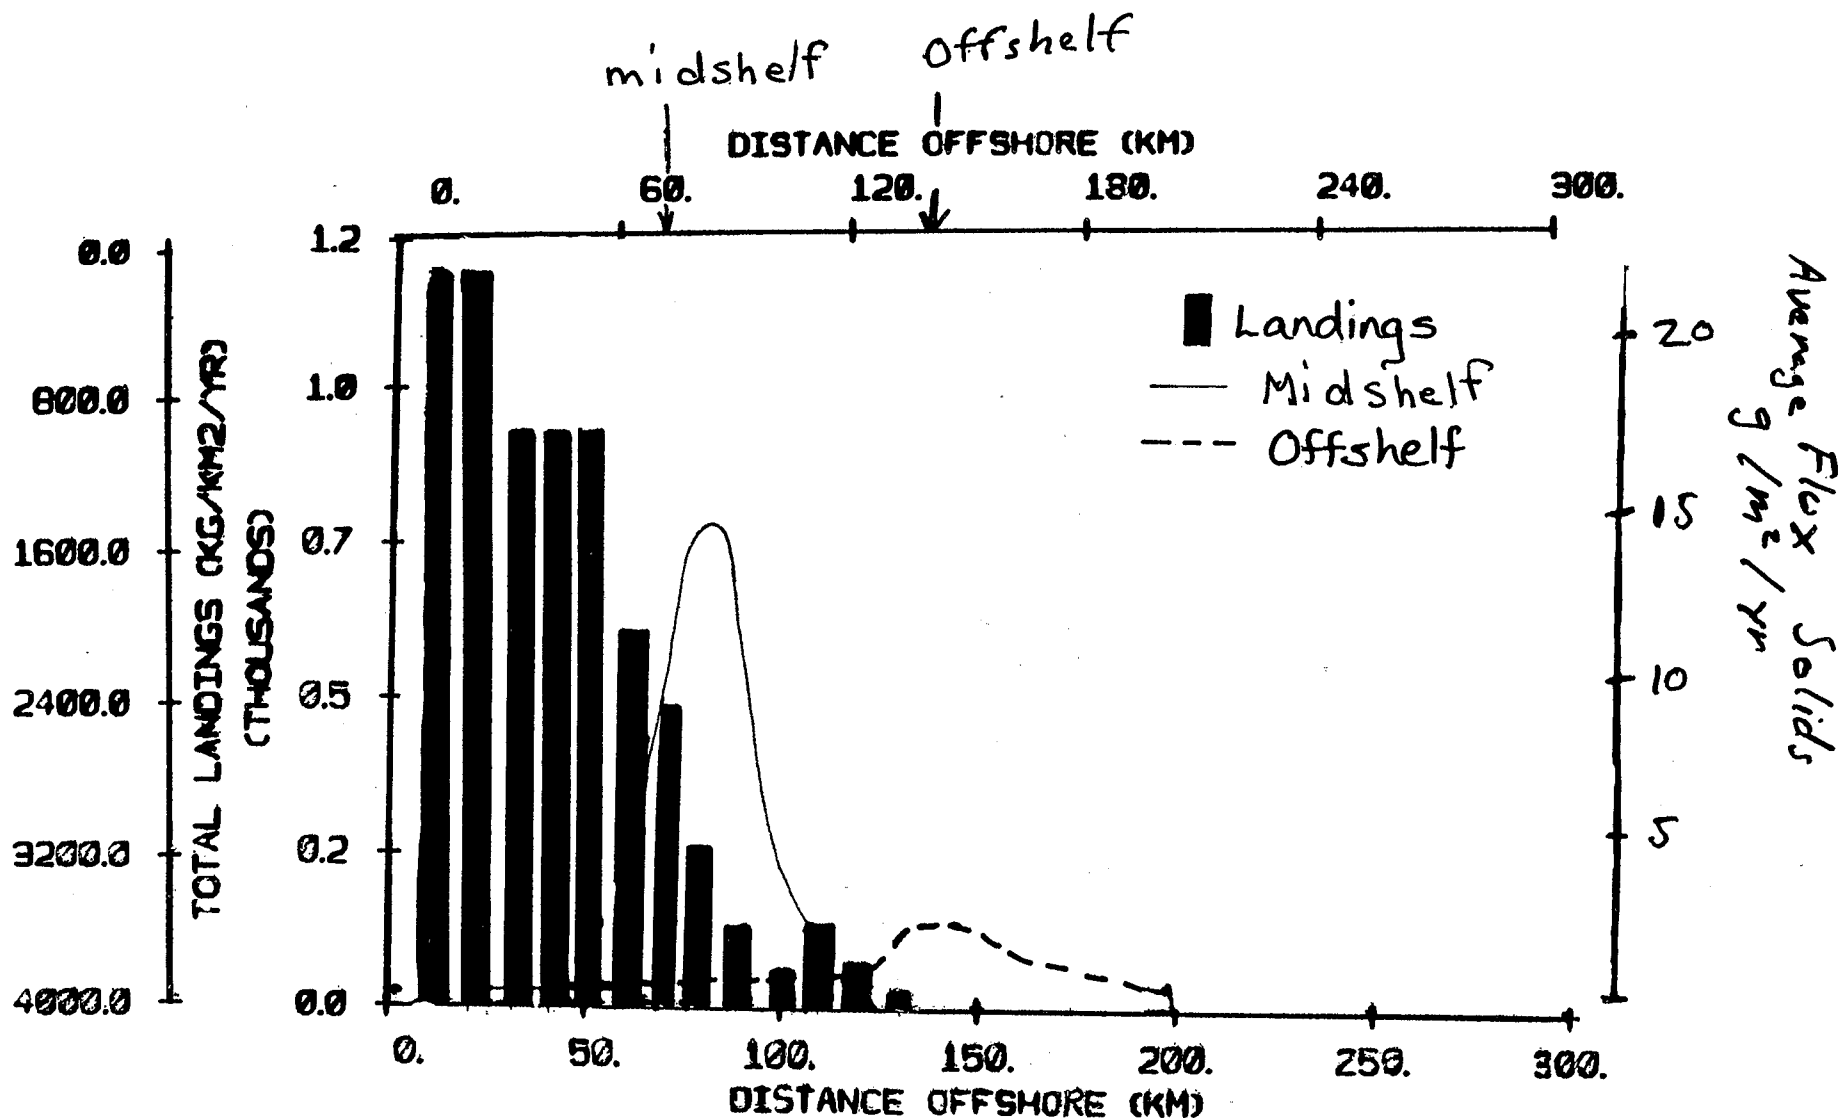 midshelf
Offshelf
DISTANCE OFFSHORE (KM)
0. 60. 120. 180. 240. 300.
0.0
800.0
1600.0
2400.0
3200.0
4000.0
TOTAL LANDINGS (KG/KM2/YR)
(THOUSANDS)
1.2
1.0
0.7
0.5
0.2
0.0
Landings
Midshelf
Offshelf
20
15
10
5
Average Flux Solids
g/m²/yr
0. 50. 100. 150. 200. 250. 300.
DISTANCE OFFSHORE (KM)